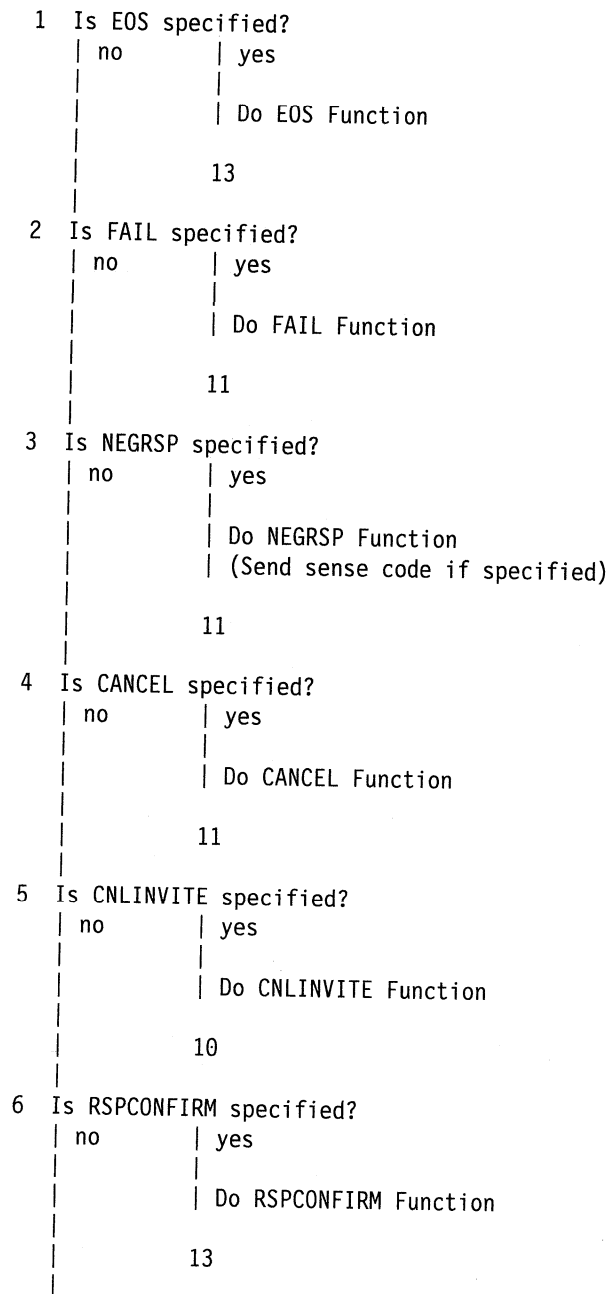 1 Is EOS specified?
| no | yes
| Do EOS Function
13
2 Is FAIL specified?
| no | yes
| Do FAIL Function
11
3 Is NEGRSP specified?
| no | yes
| Do NEGRSP Function
| (Send sense code if specified)
11
4 Is CANCEL specified?
| no | yes
| Do CANCEL Function
11
5 Is CNLINVITE specified?
| no | yes
| Do CNLINVITE Function
10
6 Is RSPCONFIRM specified?
| no | yes
| Do RSPCONFIRM Function
13